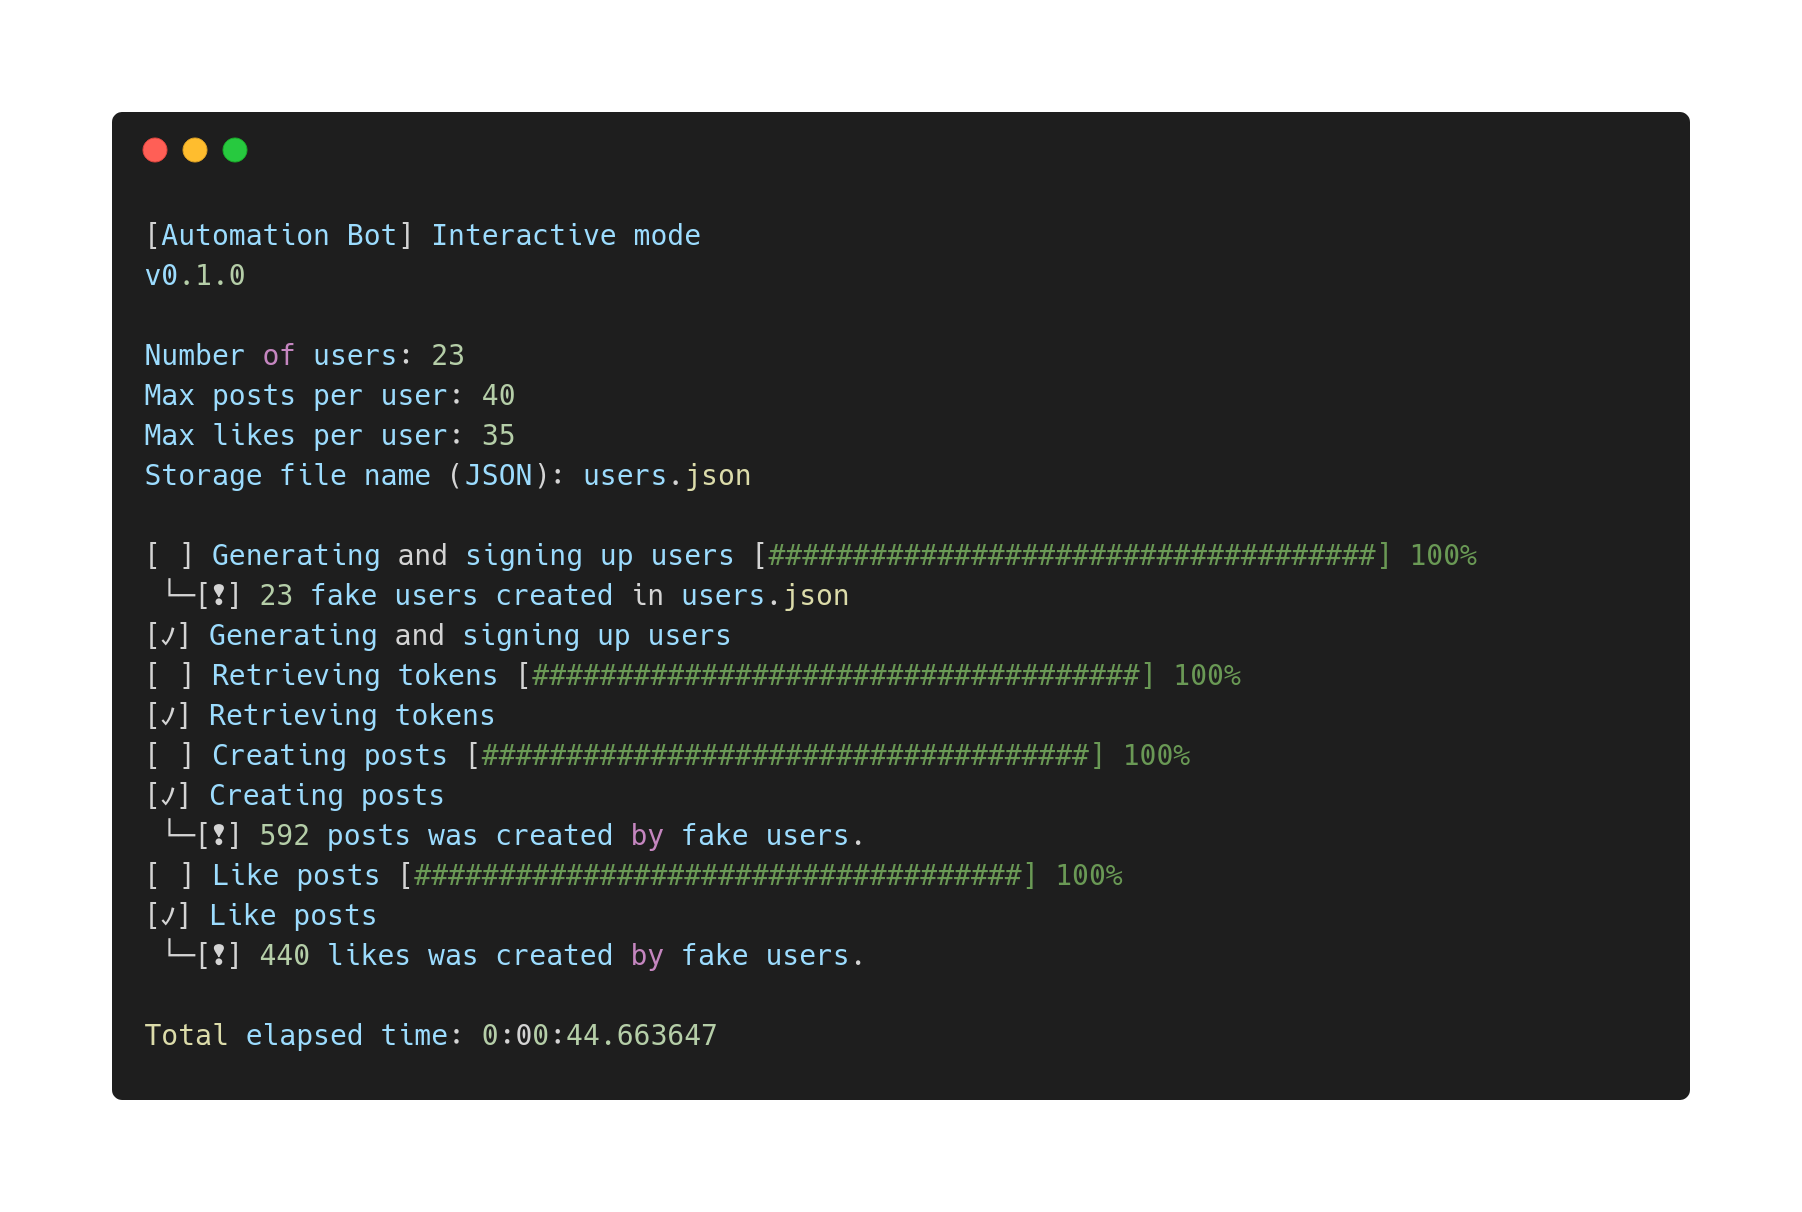 [Automation Bot] Interactive mode
v0.1.0
Number of users: 23
Max posts per user: 40
Max likes per user: 35
Storage file name (JSON): users.json
[ ] Generating and signing up users [####################################] 100%
└─[❢] 23 fake users created in users.json
[✓] Generating and signing up users
[ ] Retrieving tokens [####################################] 100%
[✓] Retrieving tokens
[ ] Creating posts [####################################] 100%
[✓] Creating posts
└─[❢] 592 posts was created by fake users.
[ ] Like posts [####################################] 100%
[✓] Like posts
└─[❢] 440 likes was created by fake users.
Total elapsed time: 0:00:44.663647